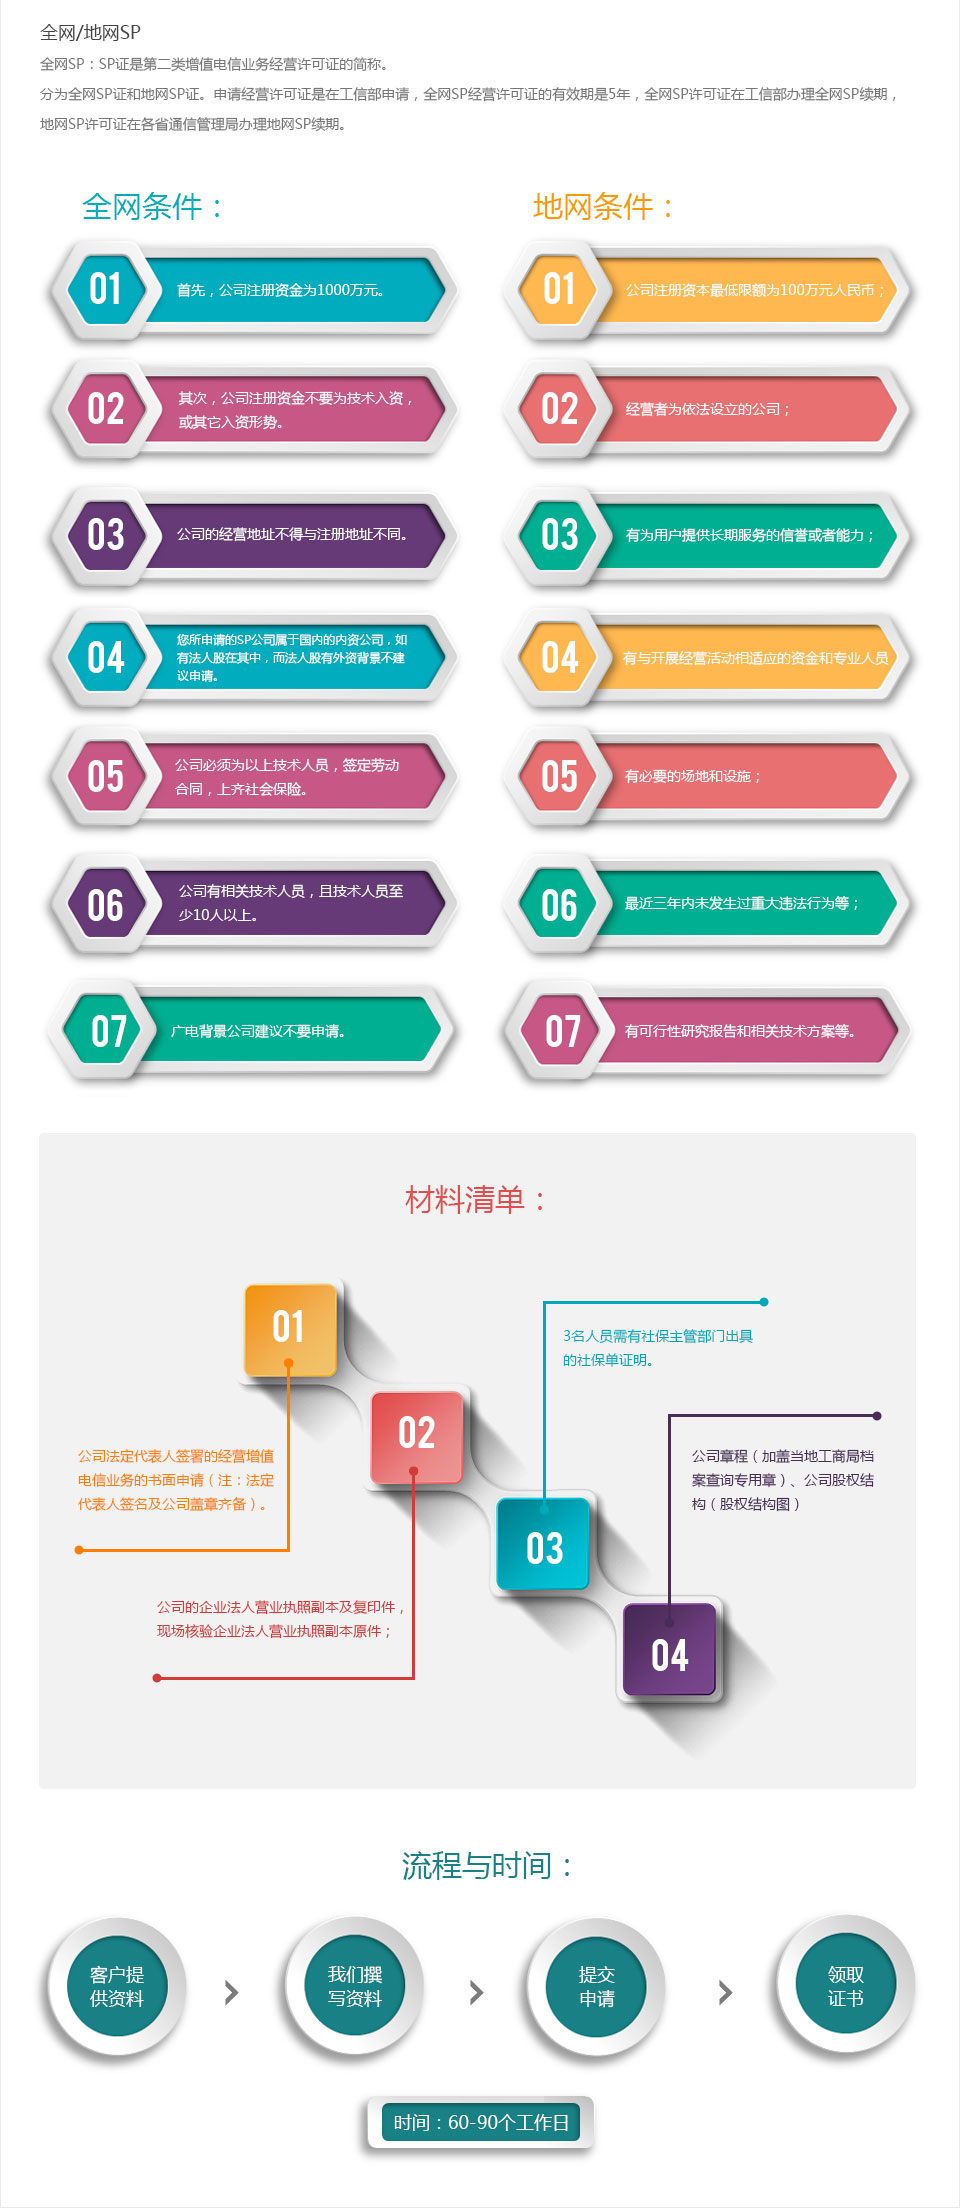 全网/地网SP
全网SP：SP证是第二类增值电信业务经营许可证的简称。
分为全网SP证和地网SP证。申请经营许可证是在工信部申请，全网SP经营许可证的有效期是5年，全网SP许可证在工信部办理全网SP续期，
地网SP许可证在各省通信管理局办理地网SP续期。
全网条件：
01
首先，公司注册资金为1000万元。
02
其次，公司注册资金不要为技术入资，
或其它入资形势。
03
公司的经营地址不得与注册地址不同。
04
您所申请的SP公司属于国内的内资公司，如
有法人股在其中，而法人股有外资背景不建
议申请。
05
公司必须为以上技术人员，签定劳动
合同，上齐社会保险。
06
公司有相关技术人员，且技术人员至
少10人以上。
07
广电背景公司建议不要申请。
地网条件：
01
公司注册资本最低限额为100万元人民币；
02
经营者为依法设立的公司；
03
有为用户提供长期服务的信誉或者能力；
04
有与开展经营活动相适应的资金和专业人员
05
有必要的场地和设施；
06
最近三年内未发生过重大违法行为等；
07
有可行性研究报告和相关技术方案等。
材料清单：
01
公司法定代表人签署的经营增值
电信业务的书面申请（注：法定
代表人签名及公司盖章齐备）。
02
公司的企业法人营业执照副本及复印件，
现场核验企业法人营业执照副本原件；
03
3名人员需有社保主管部门出具
的社保单证明。
04
公司章程（加盖当地工商局档
案查询专用章）、公司股权结
构（股权结构图）
流程与时间：
客户提
供资料
我们撰
写资料
提交
申请
领取
证书
时间：60-90个工作日